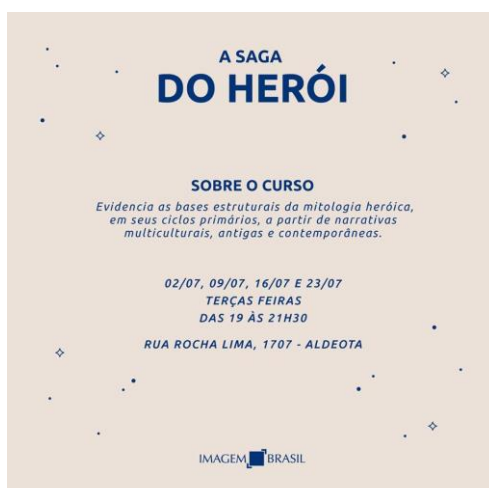 A SAGA
DO HERÓI
SOBRE O CURSO
Evidencia as bases estruturais da mitologia heróica,
em seus ciclos primários, a partir de narrativas
multiculturais, antigas e contemporâneas.
02/07, 09/07, 16/07 E 23/07
TERÇAS FEIRAS
DAS 19 ÀS 21H30
RUA ROCHA LIMA, 1707 - ALDEOTA
IMAGEM BRASIL